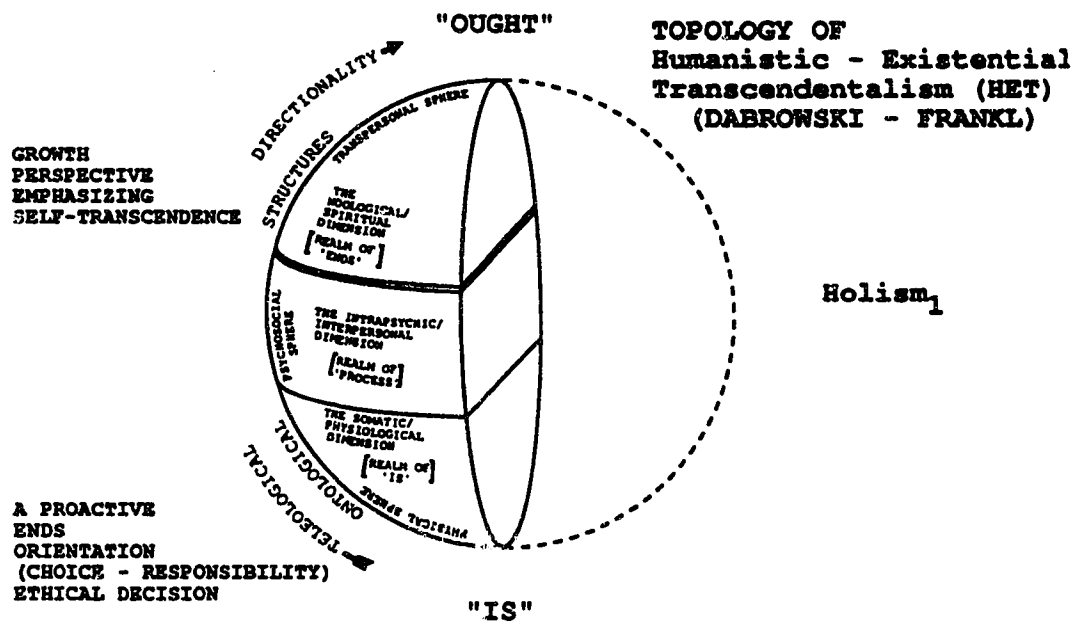 "OUGHT"
TOPOLOGY OF
Humanistic - Existential
Transcendentalism (HET)
(DABROWSKI - FRANKL)
DIRECTIONALITY
STRUCTURES
TRANSPERSONAL SPHERE
GROWTH
PERSPECTIVE
EMPHASIZING
SELF-TRANSCENDENCE
THE
NOOLOGICAL/
SPIRITUAL
DIMENSION
[REALM OF
'ENDS']
Holism1
PSYCHOSOCIAL
SPHERE
THE INTRAPSYCHIC/
INTERPERSONAL
DIMENSION
[REALM OF
'PROCESS']
THE SOMATIC/
PHYSIOLOGICAL
DIMENSION
[REALM OF
'IS']
PHYSICAL SPHERE
ONTOLOGICAL
TELEOLOGICAL
A PROACTIVE
ENDS
ORIENTATION
(CHOICE - RESPONSIBILITY)
ETHICAL DECISION
"IS"